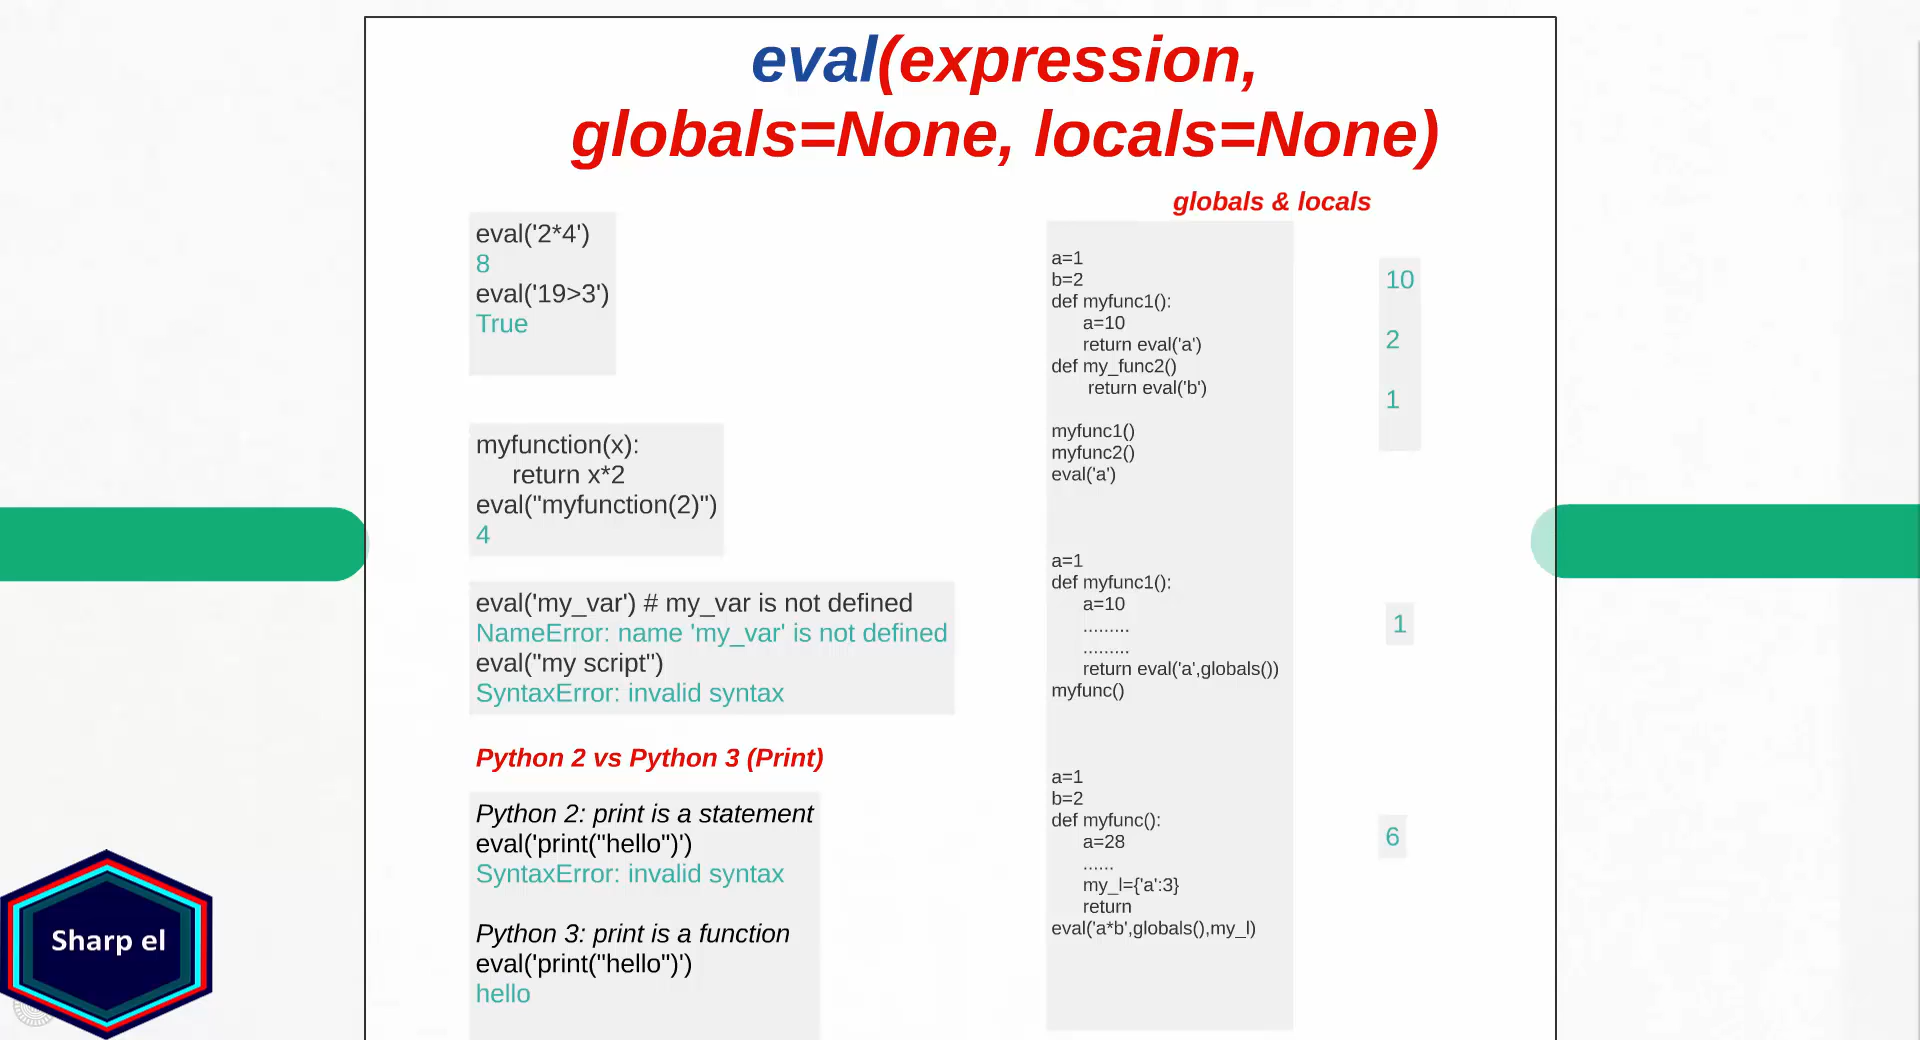 eval(expression,
globals=None, locals=None)
eval('2*4')
8
eval('19>3')
True
myfunction(x):
return x*2
eval("myfunction(2)")
4
eval('my_var') # my_var is not defined
NameError: name 'my_var' is not defined
eval("my script")
SyntaxError: invalid syntax
Python 2 vs Python 3 (Print)
Python 2: print is a statement
eval('print("hello")')
SyntaxError: invalid syntax
Python 3: print is a function
eval('print("hello")')
hello
globals & locals
a=1
b=2
def myfunc1():
a=10
return eval('a')
def my_func2()
return eval('b')
myfunc1()
myfunc2()
eval('a')
10
2
1
a=1
def myfunc1():
a=10
.........
.........
return eval('a',globals())
myfunc()
1
a=1
b=2
def myfunc():
a=28
......
my_l={'a':3}
return
eval('a*b',globals(),my_l)
6
Sharp el